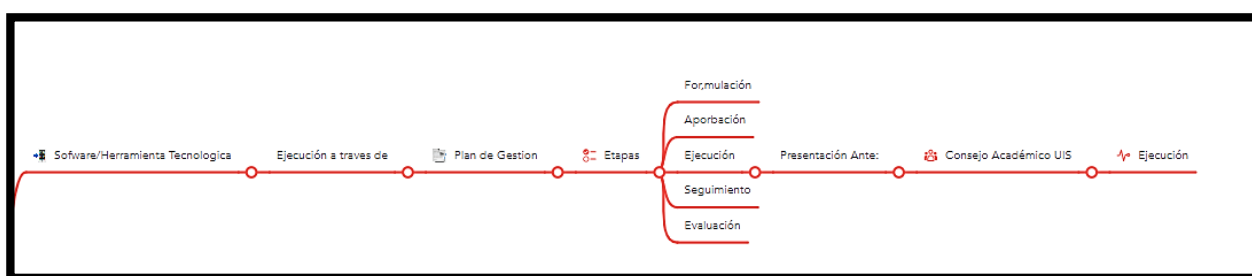 For,mulación
Aporbación
Sofware/Herramienta Tecnologica
Ejecución a traves de
Plan de Gestion
Etapas
Ejecución
Presentación Ante:
Consejo Académico UIS
Ejecución
Seguimiento
Evaluación